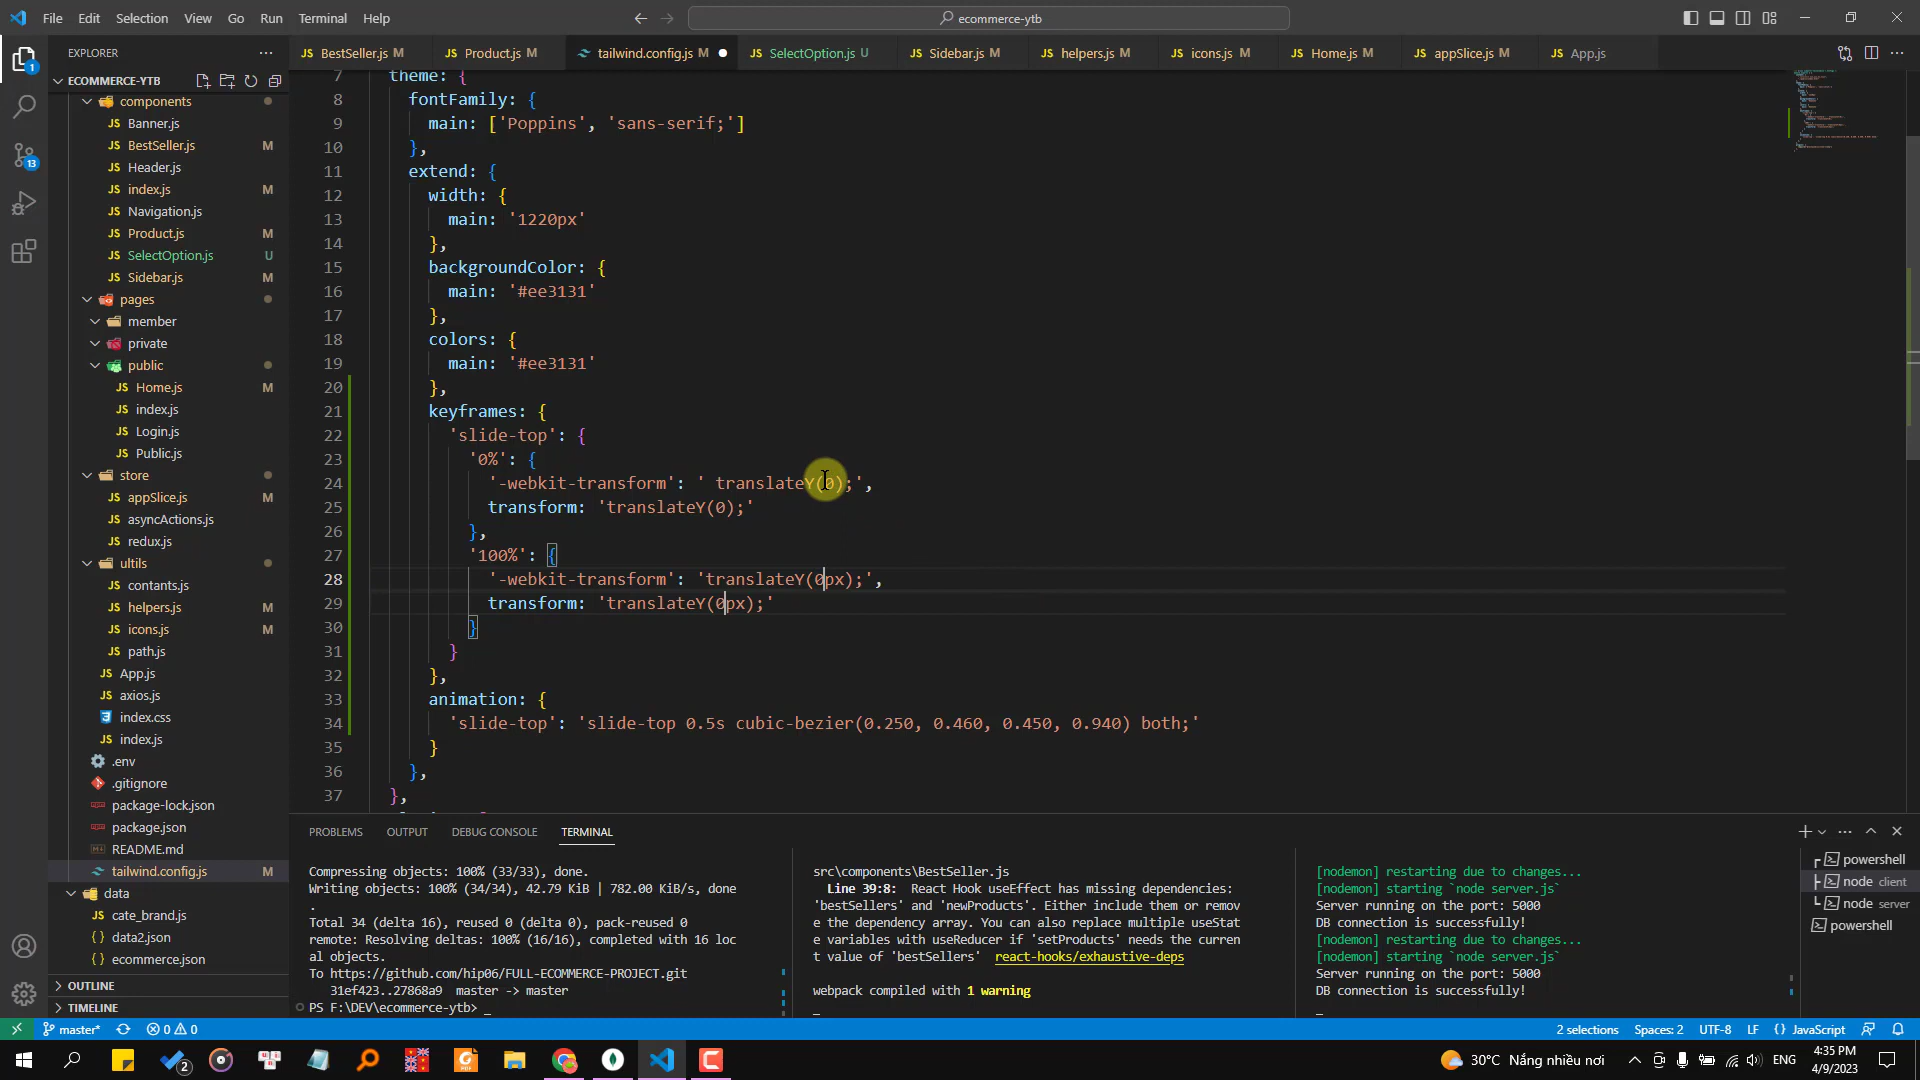 File Edit Selection View Go Run Terminal Help
ecommerce-ytb
EXPLORER
BestSeller.js M
Product.js M
tailwind.config.js M
SelectOption.js U
Sidebar.js M
helpers.js M
icons.js M
Home.js M
appSlice.js M
App.js
ECOMMERCE-YTB
components
Banner.js
BestSeller.js M
Header.js
index.js M
Navigation.js
Product.js M
SelectOption.js U
Sidebar.js M
pages
member
private
public
Home.js M
index.js
Login.js
Public.js
store
appSlice.js M
asyncActions.js
redux.js
ultils
contants.js
helpers.js M
icons.js M
path.js
App.js
axios.js
index.css
index.js
.env
.gitignore
package-lock.json
package.json
README.md
tailwind.config.js M
data
cate_brand.js
data2.json
ecommerce.json
OUTLINE
TIMELINE
1
13
7 theme: {
8 fontFamily: {
9 main: ['Poppins', 'sans-serif;']
10 },
11 extend: {
12 width: {
13 main: '1220px'
14 },
15 backgroundColor: {
16 main: '#ee3131'
17 },
18 colors: {
19 main: '#ee3131'
20 },
21 keyframes: {
22 'slide-top': {
23 '0%': {
24 '-webkit-transform': ' translateY(0);',
25 transform: 'translateY(0);'
26 },
27 '100%': {
28 '-webkit-transform': 'translateY(0px);',
29 transform: 'translateY(0px);'
30 }
31 }
32 },
33 animation: {
34 'slide-top': 'slide-top 0.5s cubic-bezier(0.250, 0.460, 0.450, 0.940) both;'
35 }
36 },
37 },
PROBLEMS OUTPUT DEBUG CONSOLE TERMINAL
Compressing objects: 100% (33/33), done.
Writing objects: 100% (34/34), 42.79 KiB | 782.00 KiB/s, done
.
Total 34 (delta 16), reused 0 (delta 0), pack-reused 0
remote: Resolving deltas: 100% (16/16), completed with 16 loc
al objects.
To https://github.com/hip06/FULL-ECOMMERCE-PROJECT.git
31ef423..27868a9 master -> master
PS F:\DEV\ecommerce-ytb> _
src\components\BestSeller.js
Line 39:8: React Hook useEffect has missing dependencies:
'bestSellers' and 'newProducts'. Either include them or remov
e the dependency array. You can also replace multiple useStat
e variables with useReducer if 'setProducts' needs the curren
t value of 'bestSellers' react-hooks/exhaustive-deps
webpack compiled with 1 warning
[nodemon] restarting due to changes...
[nodemon] starting `node server.js`
Server running on the port: 5000
DB connection is successfully!
[nodemon] restarting due to changes...
[nodemon] starting `node server.js`
Server running on the port: 5000
DB connection is successfully!
powershell
node client
node server
powershell
master* 0 0
2 selections Spaces: 2 UTF-8 LF {} JavaScript
2
30°C Nắng nhiều nơi
ENG
4:35 PM
4/9/2023